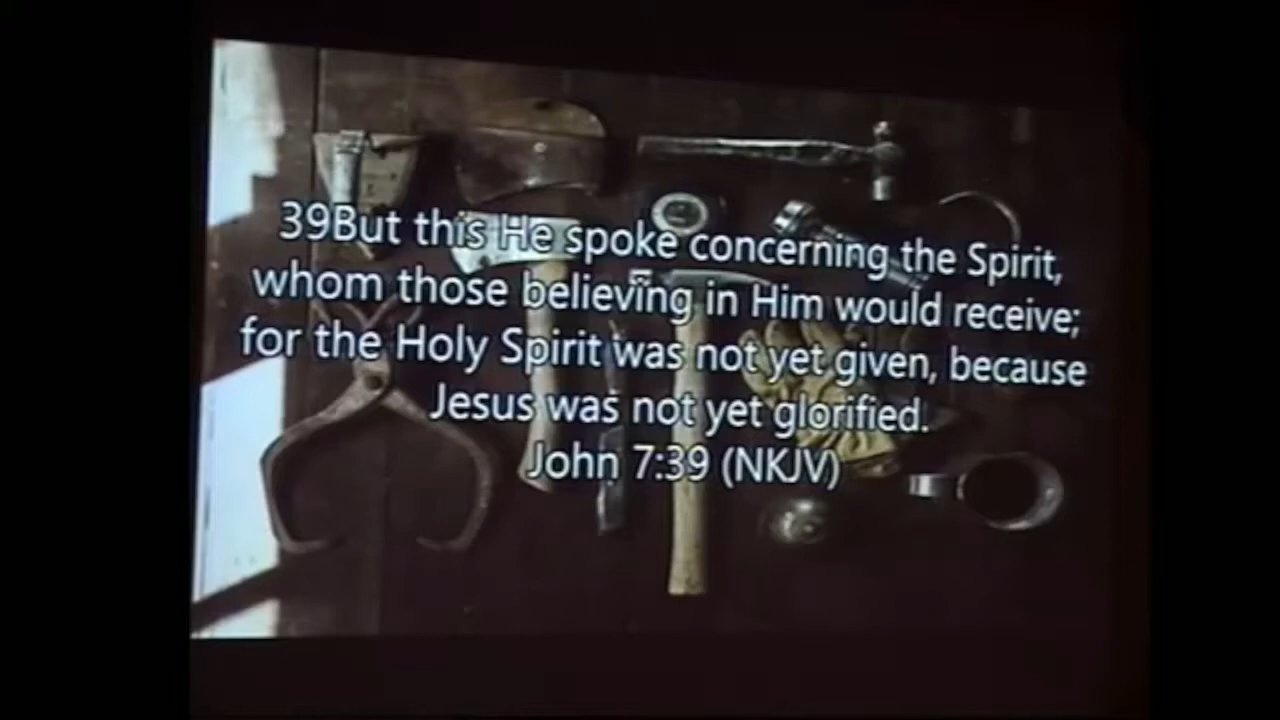 39But this He spoke concerning the Spirit,
whom those believing in Him would receive;
for the Holy Spirit was not yet given, because
Jesus was not yet glorified.
John 7:39 (NKJV)